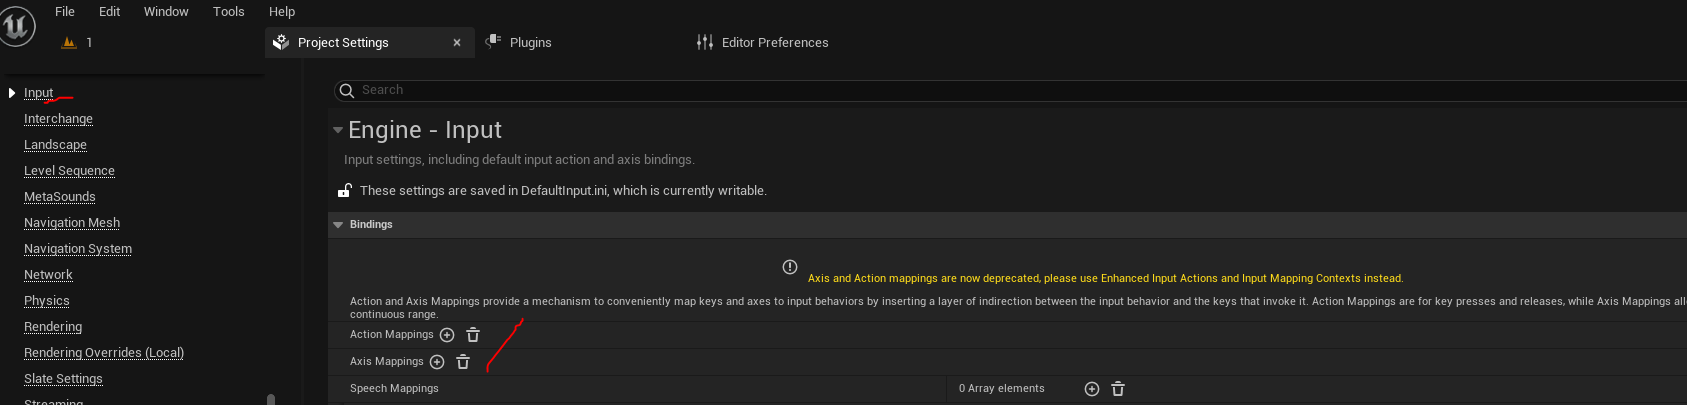 File Edit Window Tools Help
1 Project Settings × Plugins Editor Preferences
Input
Interchange
Landscape
Level Sequence
MetaSounds
Navigation Mesh
Navigation System
Network
Physics
Rendering
Rendering Overrides (Local)
Slate Settings
Streaming
Search
Engine - Input
Input settings, including default input action and axis bindings.
These settings are saved in DefaultInput.ini, which is currently writable.
Bindings
Axis and Action mappings are now deprecated, please use Enhanced Input Actions and Input Mapping Contexts instead.
Action and Axis Mappings provide a mechanism to conveniently map keys and axes to input behaviors by inserting a layer of indirection between the input behavior and the keys that invoke it. Action Mappings are for key presses and releases, while Axis Mappings all
continuous range.
Action Mappings
Axis Mappings
Speech Mappings 0 Array elements